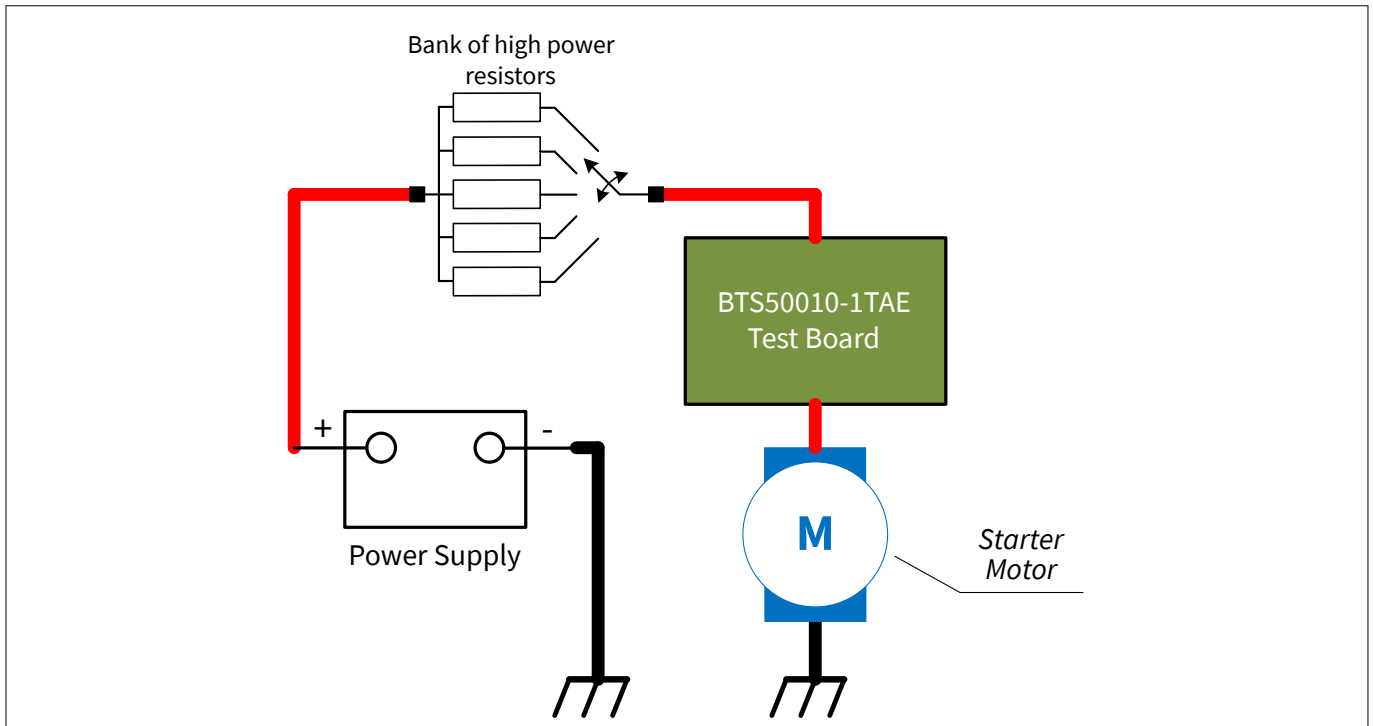 Bank of high power
resistors
BTS50010-1TAE
Test Board
+
-
Power Supply
M
Starter
Motor